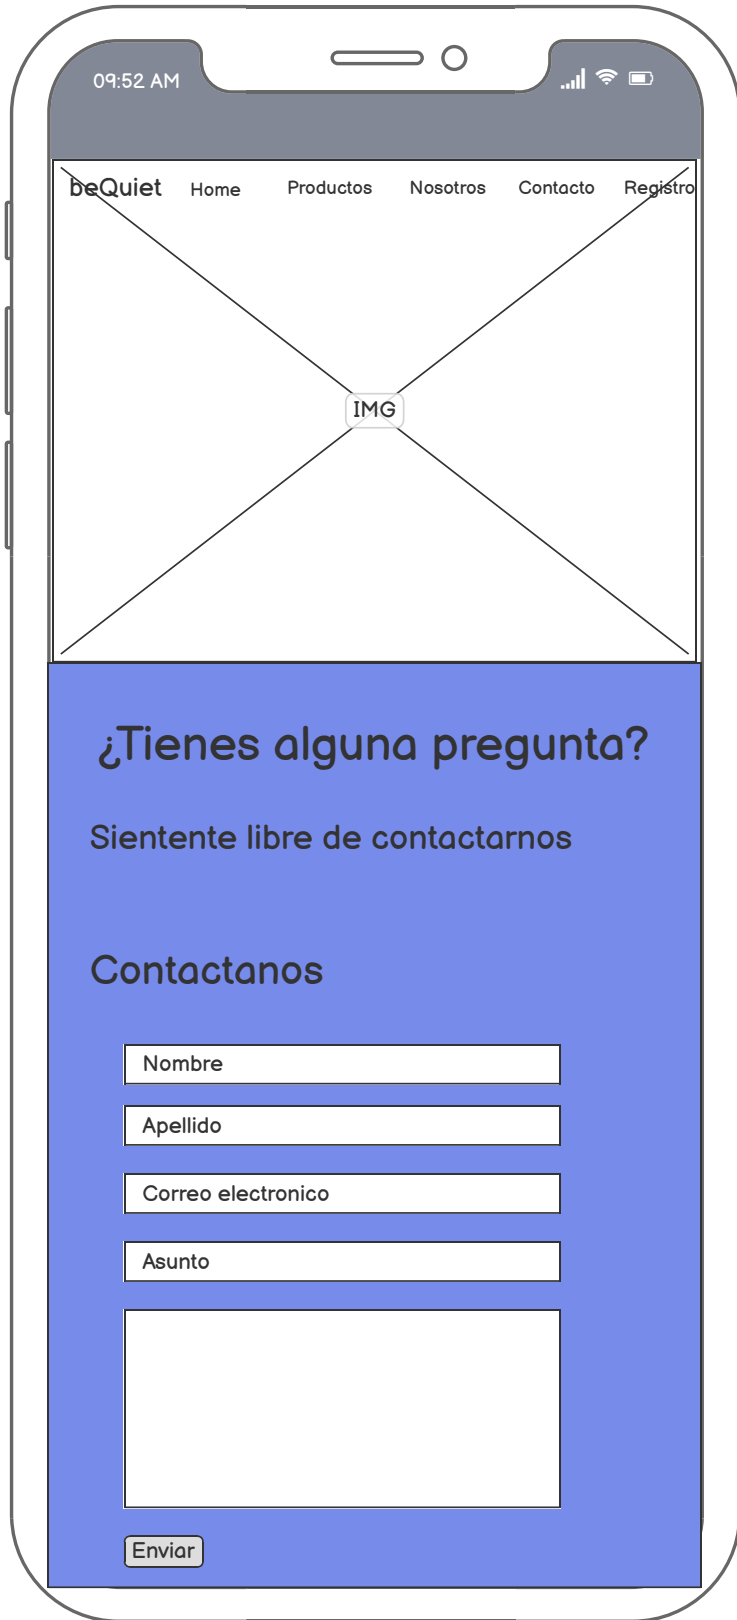 09:52 AM
beQuiet Home Productos Nosotros Contacto Registro
IMG
¿Tienes alguna pregunta?
Sientente libre de contactarnos
Contactanos
Nombre
Apellido
Correo electronico
Asunto
Enviar